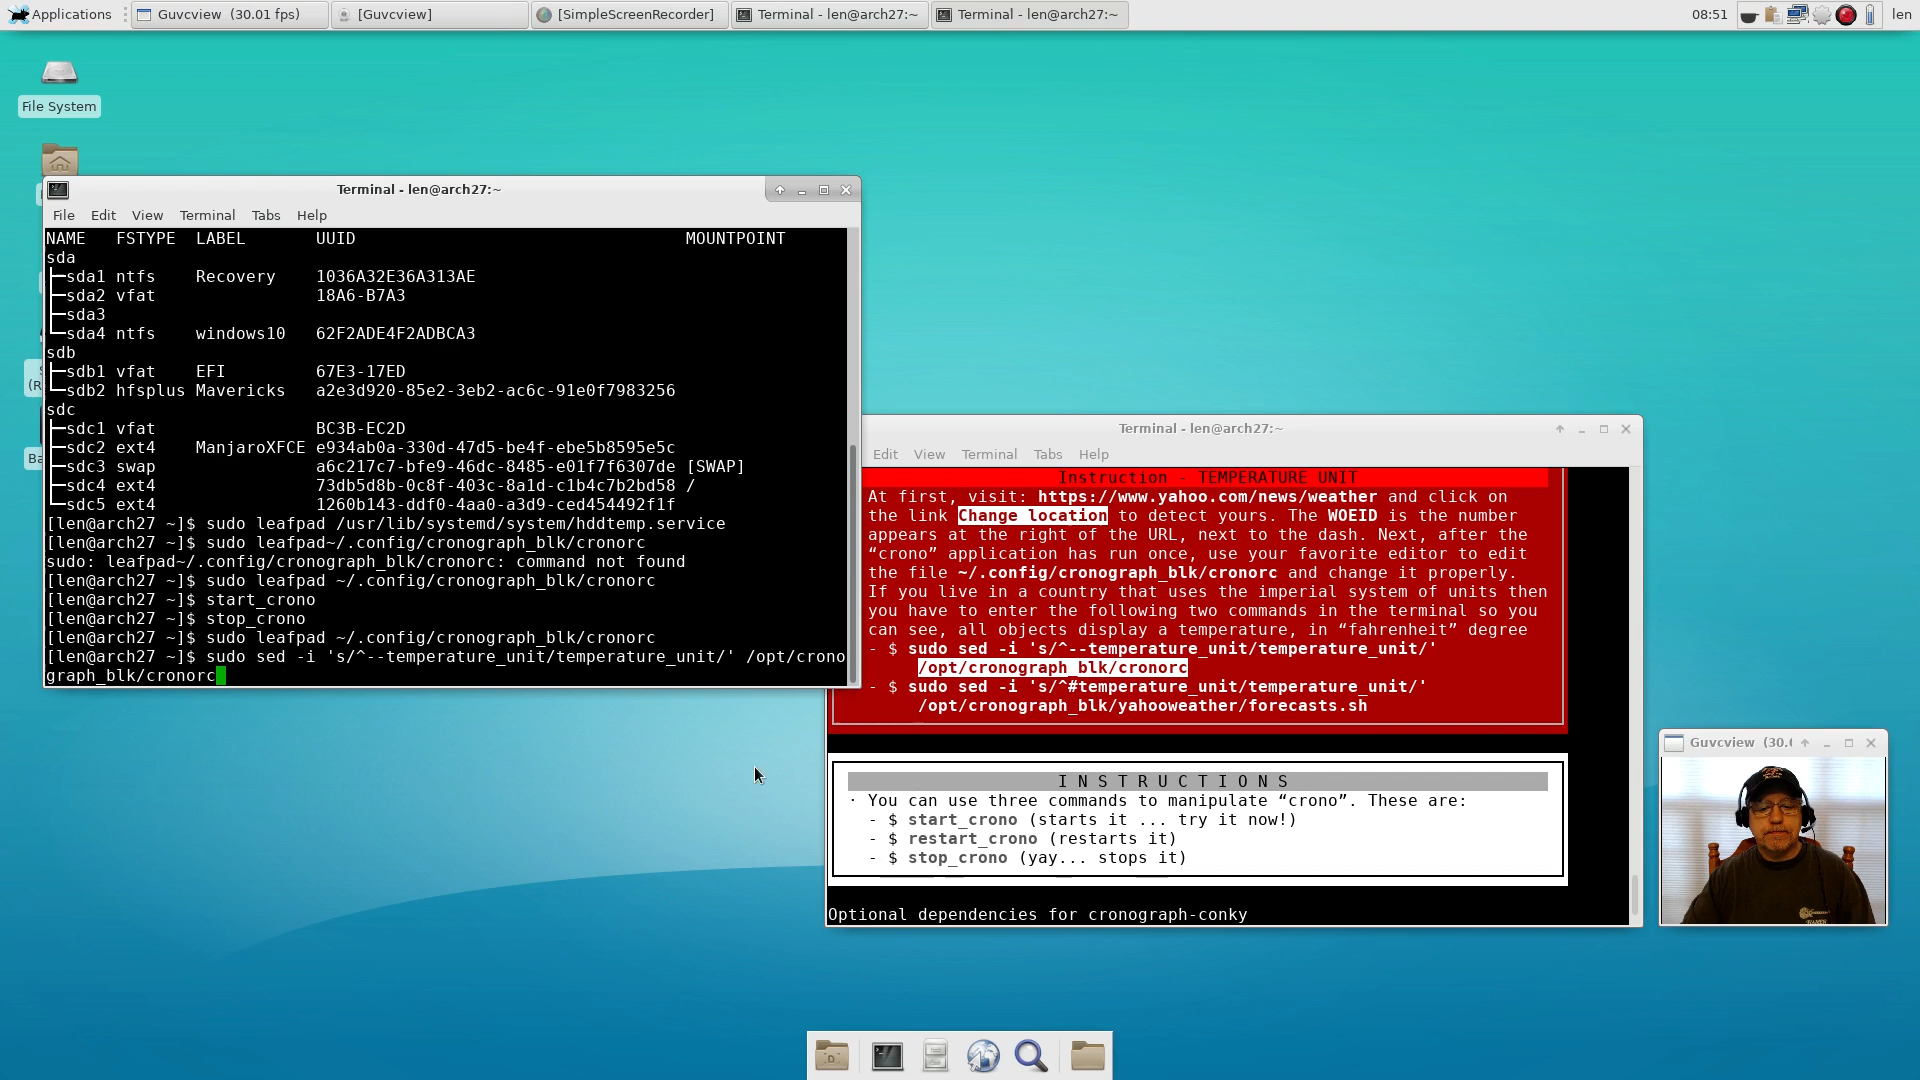 Applications
Guvcview (30.01 fps)
[Guvcview]
[SimpleScreenRecorder]
Terminal - len@arch27:~
Terminal - len@arch27:~
08:51
len
File System
Terminal - len@arch27:~
File Edit View Terminal Tabs Help
NAME FSTYPE LABEL UUID MOUNTPOINT
sda
├─sda1 ntfs Recovery 1036A32E36A313AE
├─sda2 vfat 18A6-B7A3
├─sda3
└─sda4 ntfs windows10 62F2ADE4F2ADBCA3
sdb
├─sdb1 vfat EFI 67E3-17ED
└─sdb2 hfsplus Mavericks a2e3d920-85e2-3eb2-ac6c-91e0f7983256
sdc
├─sdc1 vfat BC3B-EC2D
├─sdc2 ext4 ManjaroXFCE e934ab0a-330d-47d5-be4f-ebe5b8595e5c
├─sdc3 swap a6c217c7-bfe9-46dc-8485-e01f7f6307de [SWAP]
├─sdc4 ext4 73db5d8b-0c8f-403c-8a1d-c1b4c7b2bd58 /
└─sdc5 ext4 1260b143-ddf0-4aa0-a3d9-ced454492f1f
[len@arch27 ~]$ sudo leafpad /usr/lib/systemd/system/hddtemp.service
[len@arch27 ~]$ sudo leafpad~/.config/cronograph_blk/cronorc
sudo: leafpad~/.config/cronograph_blk/cronorc: command not found
[len@arch27 ~]$ sudo leafpad ~/.config/cronograph_blk/cronorc
[len@arch27 ~]$ start_crono
[len@arch27 ~]$ stop_crono
[len@arch27 ~]$ sudo leafpad ~/.config/cronograph_blk/cronorc
[len@arch27 ~]$ sudo sed -i 's/^--temperature_unit/temperature_unit/' /opt/crono
graph_blk/cronorc
Terminal - len@arch27:~
Edit View Terminal Tabs Help
Instruction - TEMPERATURE UNIT
At first, visit: https://www.yahoo.com/news/weather and click on
the link Change location to detect yours. The WOEID is the number
appears at the right of the URL, next to the dash. Next, after the
“crono” application has run once, use your favorite editor to edit
the file ~/.config/cronograph_blk/cronorc and change it properly.
If you live in a country that uses the imperial system of units then
you have to enter the following two commands in the terminal so you
can see, all objects display a temperature, in “fahrenheit” degree
- $ sudo sed -i 's/^--temperature_unit/temperature_unit/'
/opt/cronograph_blk/cronorc
- $ sudo sed -i 's/^#temperature_unit/temperature_unit/'
/opt/cronograph_blk/yahooweather/forecasts.sh
I N S T R U C T I O N S
· You can use three commands to manipulate “crono”. These are:
- $ start_crono (starts it ... try it now!)
- $ restart_crono (restarts it)
- $ stop_crono (yay... stops it)
Optional dependencies for cronograph-conky
Guvcview (30.